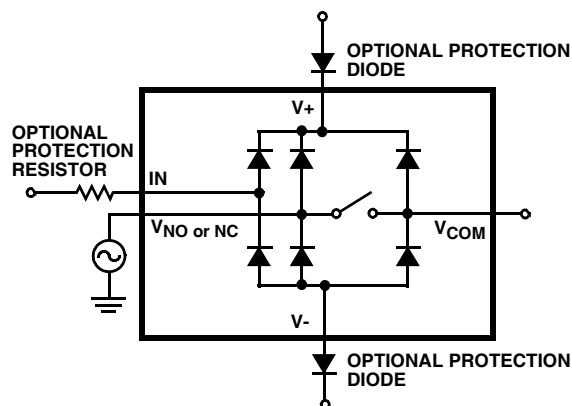 OPTIONAL PROTECTION
DIODE
V+
OPTIONAL
PROTECTION
RESISTOR
IN
VNO or NC
VCOM
V-
OPTIONAL PROTECTION
DIODE